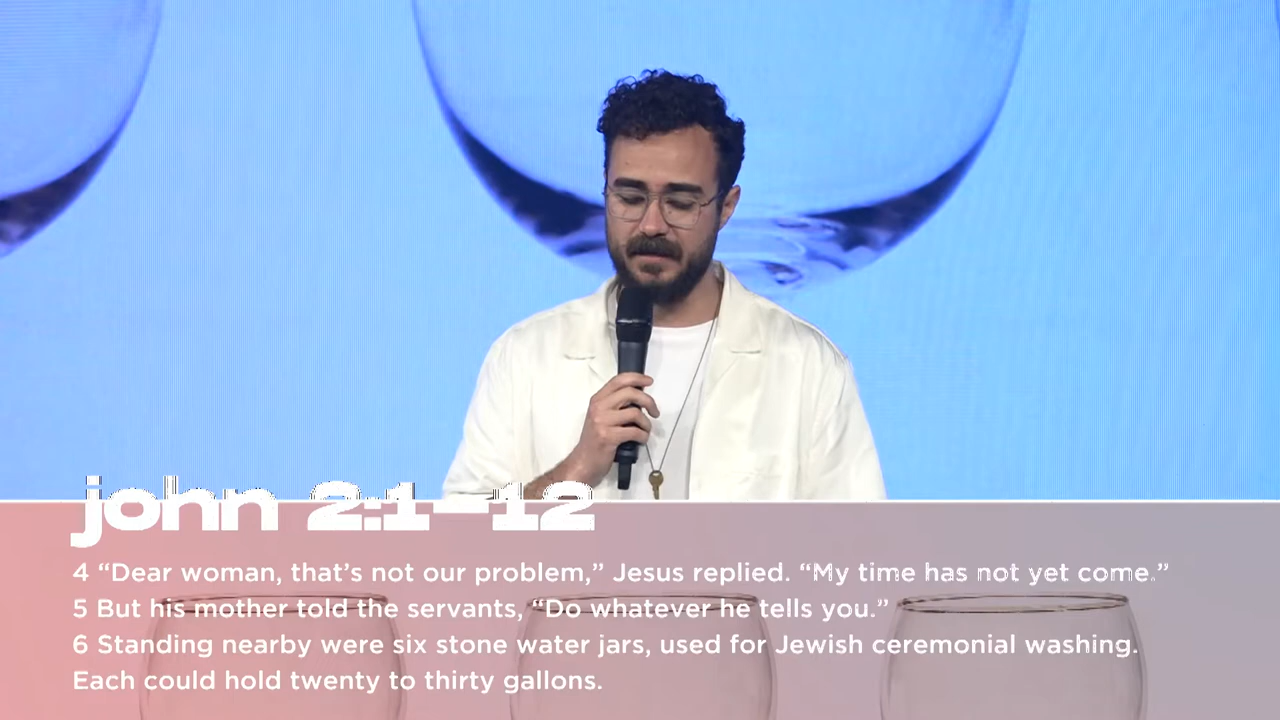 john 2:1-12
4 “Dear woman, that’s not our problem,” Jesus replied. “My time has not yet come.”
5 But his mother told the servants, “Do whatever he tells you.”
6 Standing nearby were six stone water jars, used for Jewish ceremonial washing.
Each could hold twenty to thirty gallons.